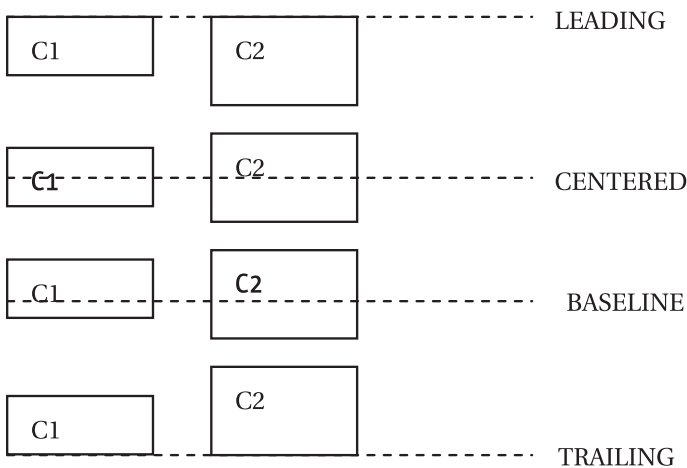 C1 C2 LEADING
C1 C2 CENTERED
C1 C2 BASELINE
C1 C2 TRAILING